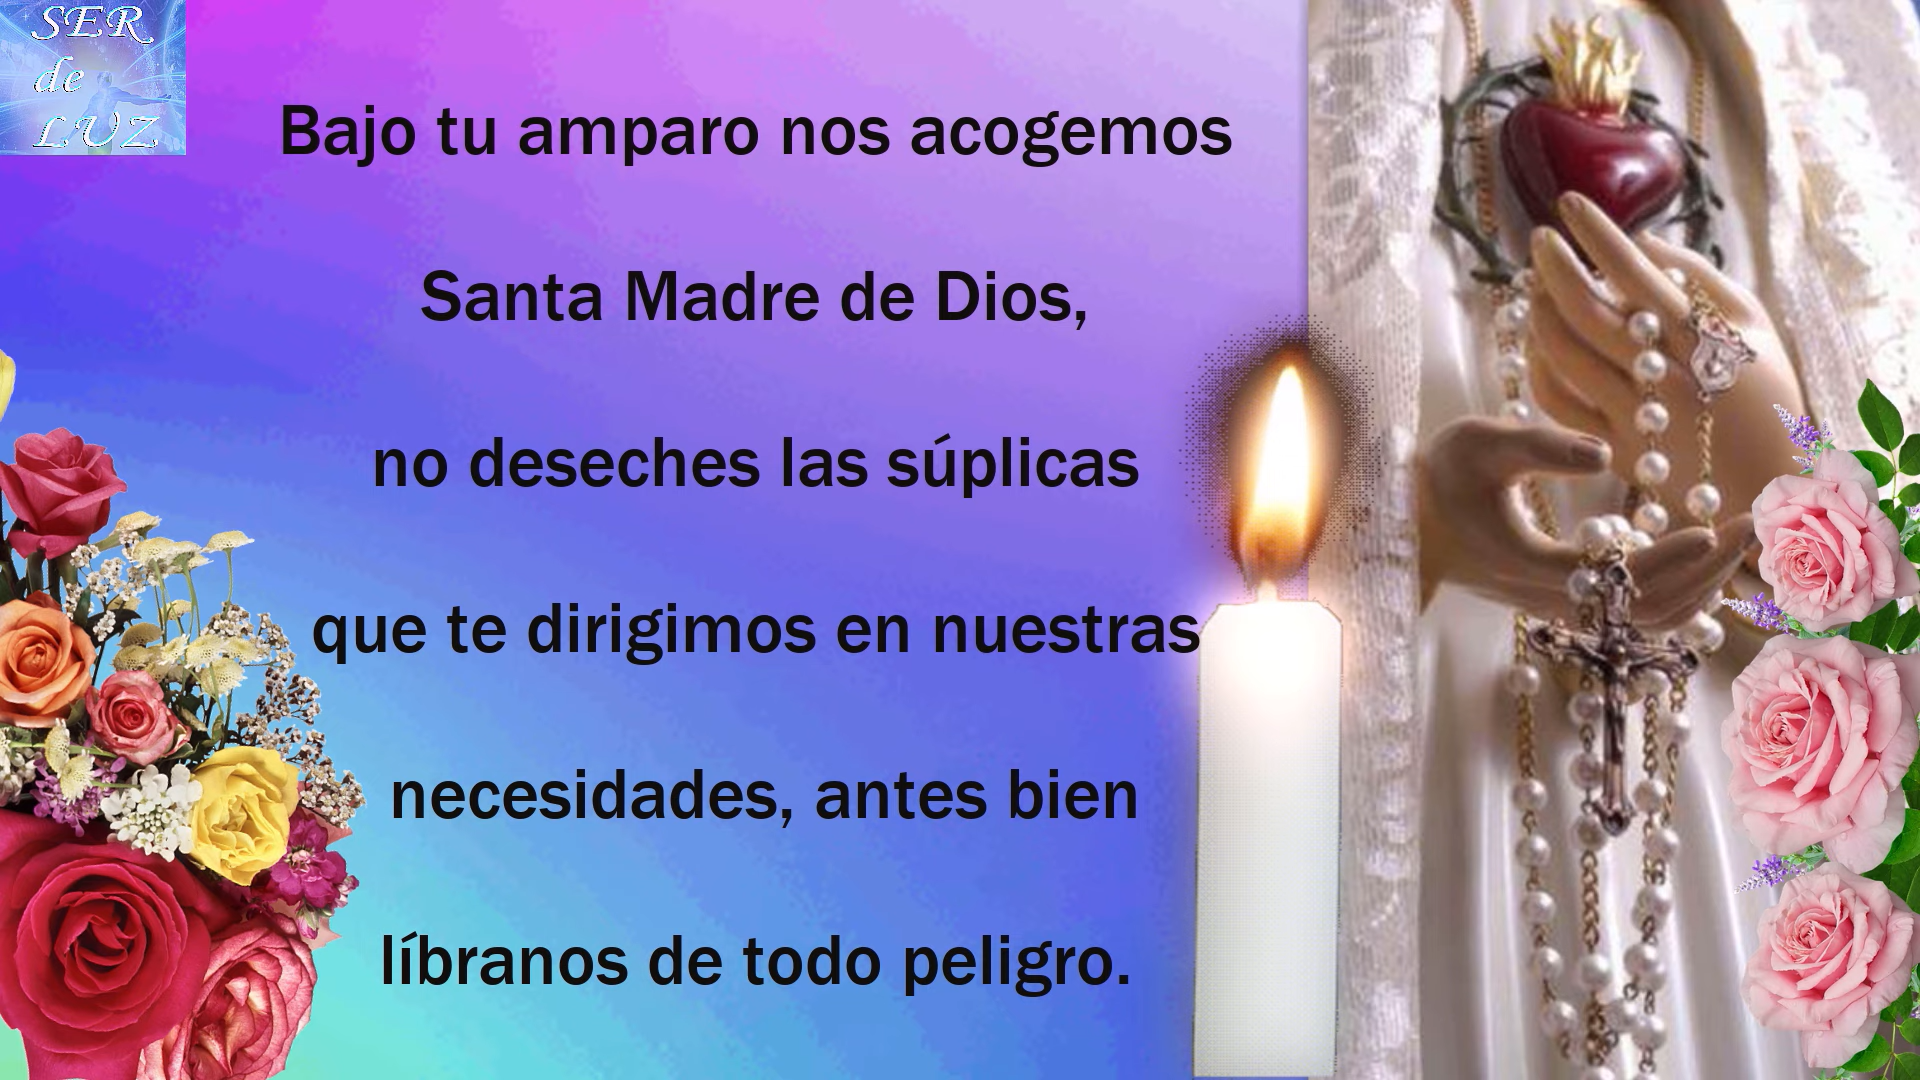 SER
de
LUZ
Bajo tu amparo nos acogemos
Santa Madre de Dios,
no deseches las súplicas
que te dirigimos en nuestras
necesidades, antes bien
líbranos de todo peligro.